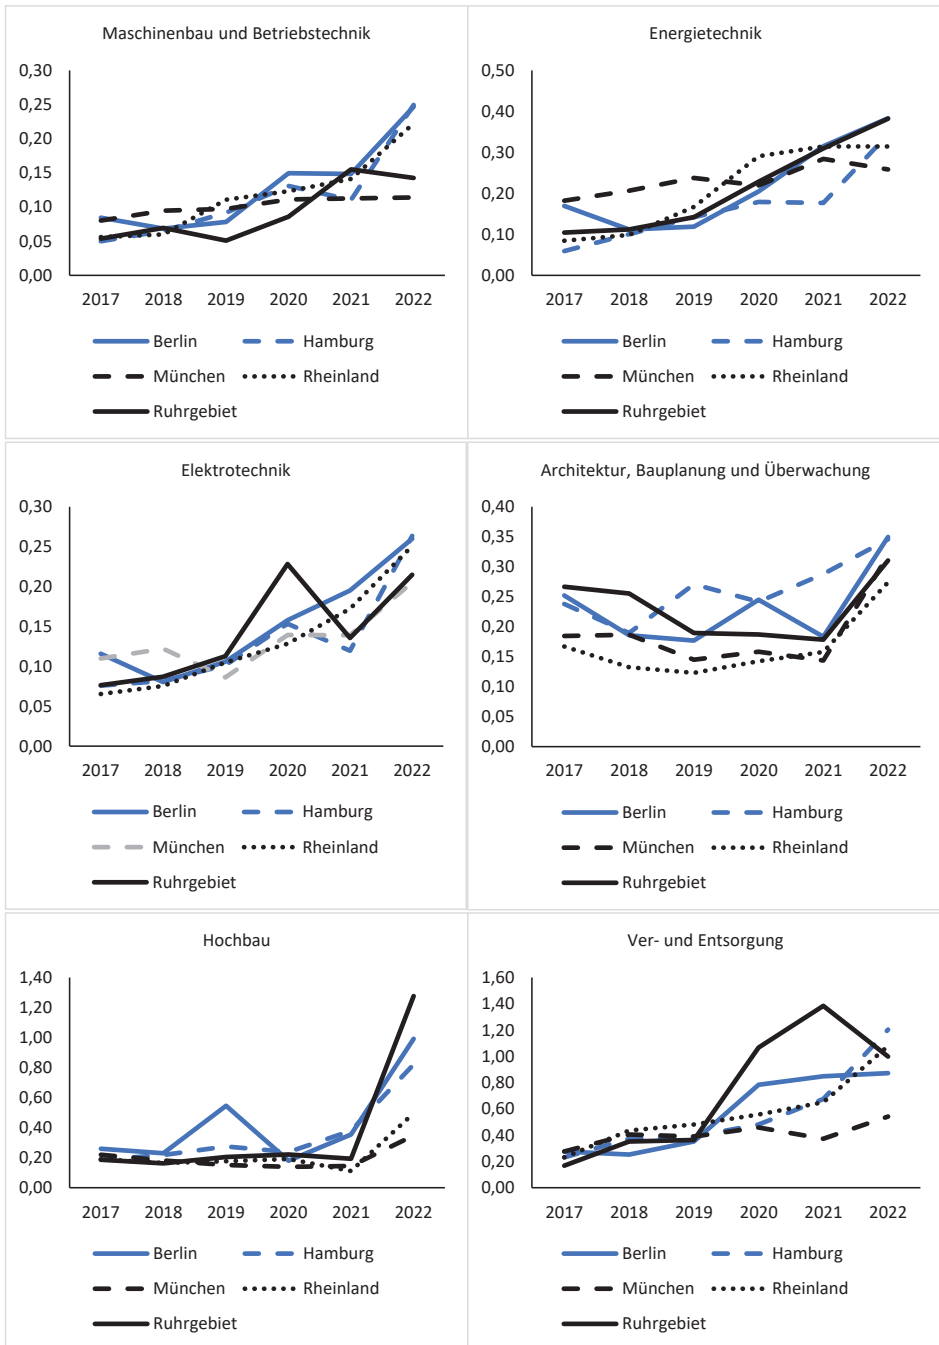 Maschinenbau und Betriebstechnik
0,30
0,25
0,20
0,15
0,10
0,05
0,00
2017 2018 2019 2020 2021 2022
Berlin Hamburg
München Rheinland
Ruhrgebiet
Energietechnik
0,50
0,40
0,30
0,20
0,10
0,00
2017 2018 2019 2020 2021 2022
Berlin Hamburg
München Rheinland
Ruhrgebiet
Elektrotechnik
0,30
0,25
0,20
0,15
0,10
0,05
0,00
2017 2018 2019 2020 2021 2022
Berlin Hamburg
München Rheinland
Ruhrgebiet
Architektur, Bauplanung und Überwachung
0,40
0,35
0,30
0,25
0,20
0,15
0,10
0,05
0,00
2017 2018 2019 2020 2021 2022
Berlin Hamburg
München Rheinland
Ruhrgebiet
Hochbau
1,40
1,20
1,00
0,80
0,60
0,40
0,20
0,00
2017 2018 2019 2020 2021 2022
Berlin Hamburg
München Rheinland
Ruhrgebiet
Ver- und Entsorgung
1,60
1,40
1,20
1,00
0,80
0,60
0,40
0,20
0,00
2017 2018 2019 2020 2021 2022
Berlin Hamburg
München Rheinland
Ruhrgebiet